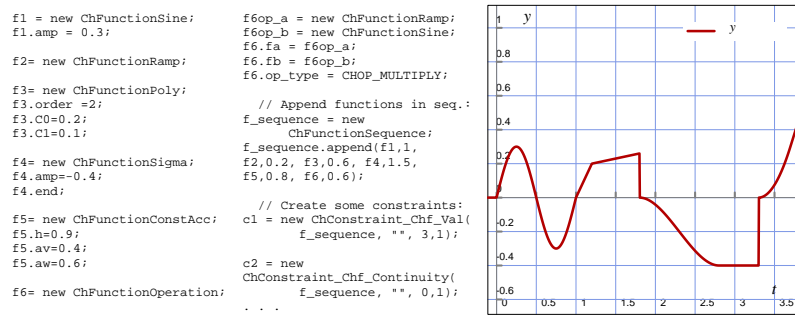 f1 = new ChFunctionSine;
f1.amp = 0.3;
f2= new ChFunctionRamp;
f3= new ChFunctionPoly;
f3.order =2;
f3.C0=0.2;
f3.C1=0.1;
f4= new ChFunctionSigma;
f4.amp=-0.4;
f4.end;
f5= new ChFunctionConstAcc;
f5.h=0.9;
f5.av=0.4;
f5.aw=0.6;
f6= new ChFunctionOperation;
f6op_a = new ChFunctionRamp;
f6op_b = new ChFunctionSine;
f6.fa = f6op_a;
f6.fb = f6op_b;
f6.op_type = CHOP_MULTIPLY;
// Append functions in seq.:
f_sequence = new
ChFunctionSequence;
f_sequence.append(f1,1,
f2,0.2, f3,0.6, f4,1.5,
f5,0.8, f6,0.6);
// Create some constraints:
c1 = new ChConstraint_Chf_Val(
f_sequence, "", 3,1);
c2 = new
ChConstraint_Chf_Continuity(
f_sequence, "", 0,1);
. . .
y
y
1
0.8
0.6
0.4
0.2
0
-0.2
-0.4
-0.6
t
0 0.5 1 1.5 2 2.5 3 3.5